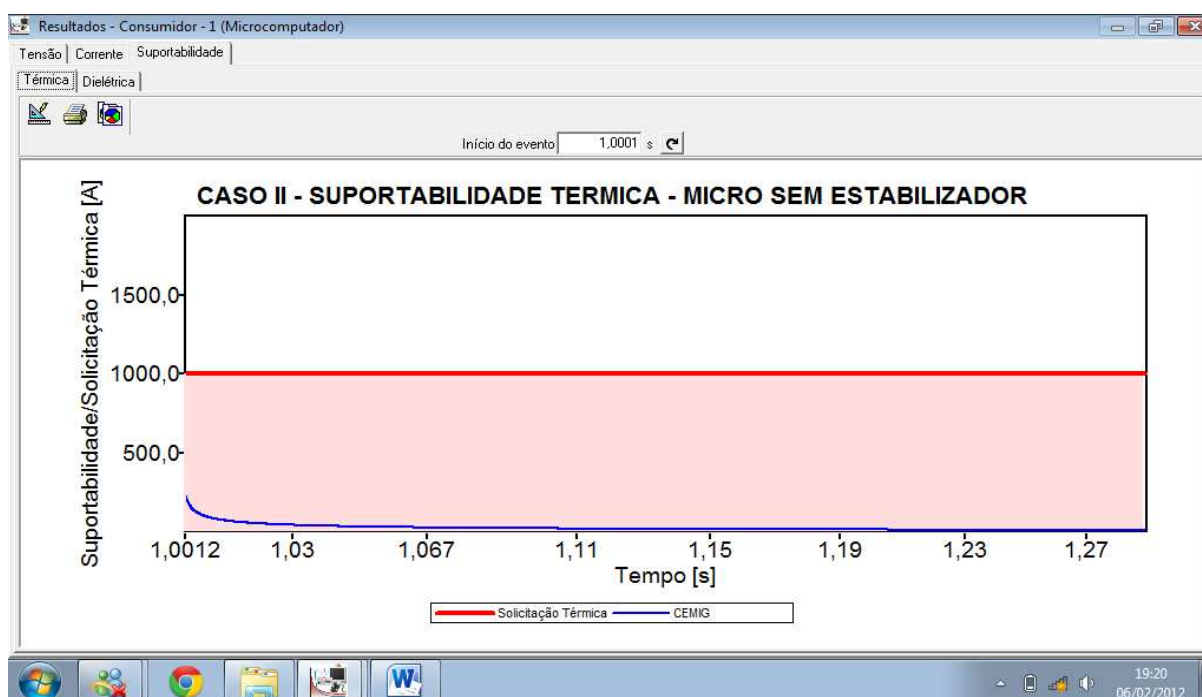 Resultados - Consumidor - 1 (Microcomputador)
Tensão Corrente Suportabilidade
Térmica Dielétrica
Início do evento 1,0001 s
CASO II - SUPORTABILIDADE TERMICA - MICRO SEM ESTABILIZADOR
Suportabilidade/Solicitação Térmica [A]
1500,0
1000,0
500,0
1,0012 1,03 1,067 1,11 1,15 1,19 1,23 1,27
Tempo [s]
Solicitação Térmica CEMIG
W
19:20
06/02/2012